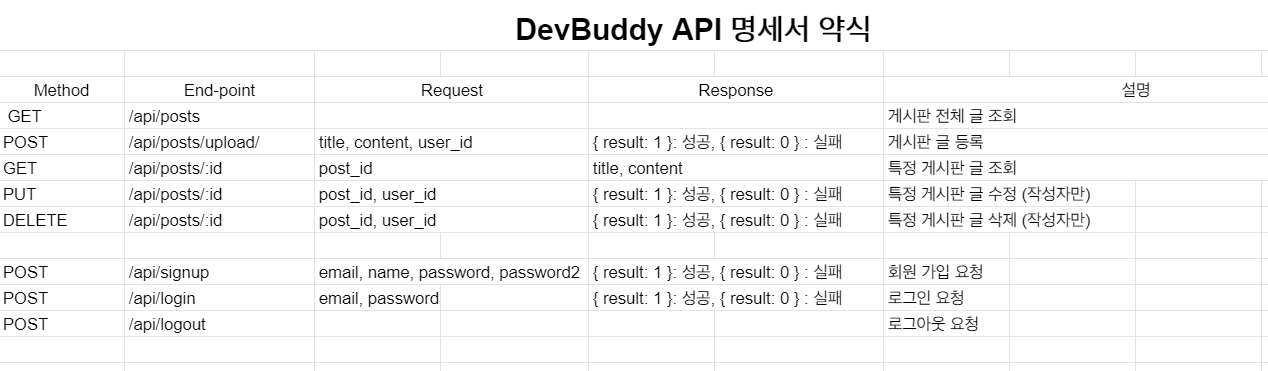 DevBuddy API 명세서 약식
Method End-point Request Response 설명
GET /api/posts 게시판 전체 글 조회
POST /api/posts/upload/ title, content, user_id { result: 1 }: 성공, { result: 0 } : 실패 게시판 글 등록
GET /api/posts/:id post_id title, content 특정 게시판 글 조회
PUT /api/posts/:id post_id, user_id { result: 1 }: 성공, { result: 0 } : 실패 특정 게시판 글 수정 (작성자만)
DELETE /api/posts/:id post_id, user_id { result: 1 }: 성공, { result: 0 } : 실패 특정 게시판 글 삭제 (작성자만)
POST /api/signup email, name, password, password2 { result: 1 }: 성공, { result: 0 } : 실패 회원 가입 요청
POST /api/login email, password { result: 1 }: 성공, { result: 0 } : 실패 로그인 요청
POST /api/logout 로그아웃 요청